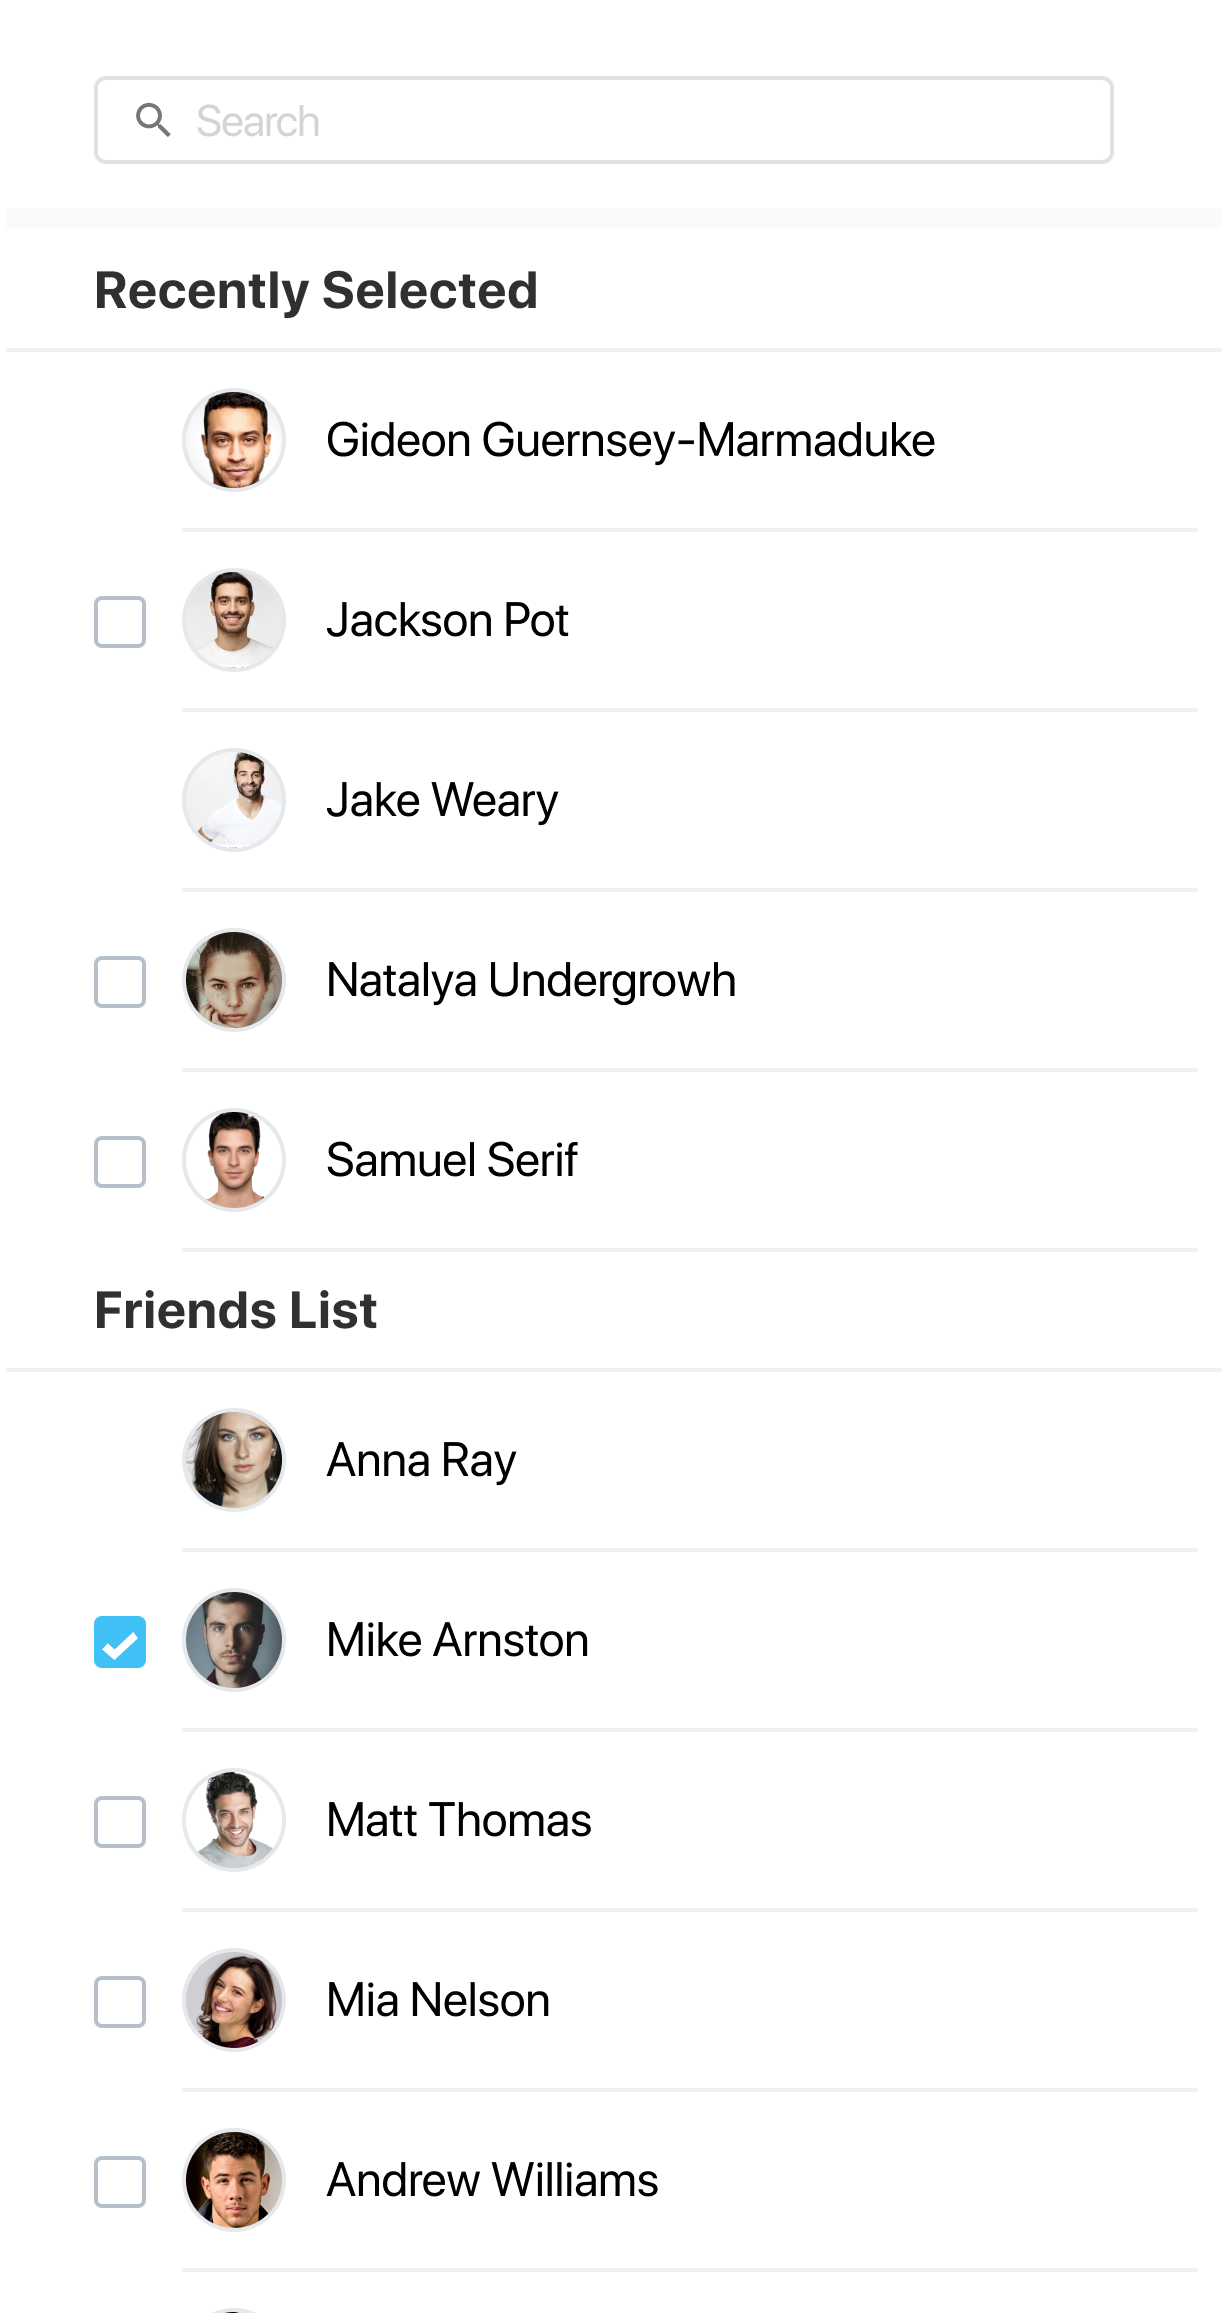 Search
Recently Selected
Gideon Guernsey-Marmaduke
Jackson Pot
Jake Weary
Natalya Undergrowh
Samuel Serif
Friends List
Anna Ray
Mike Arnston
Matt Thomas
Mia Nelson
Andrew Williams